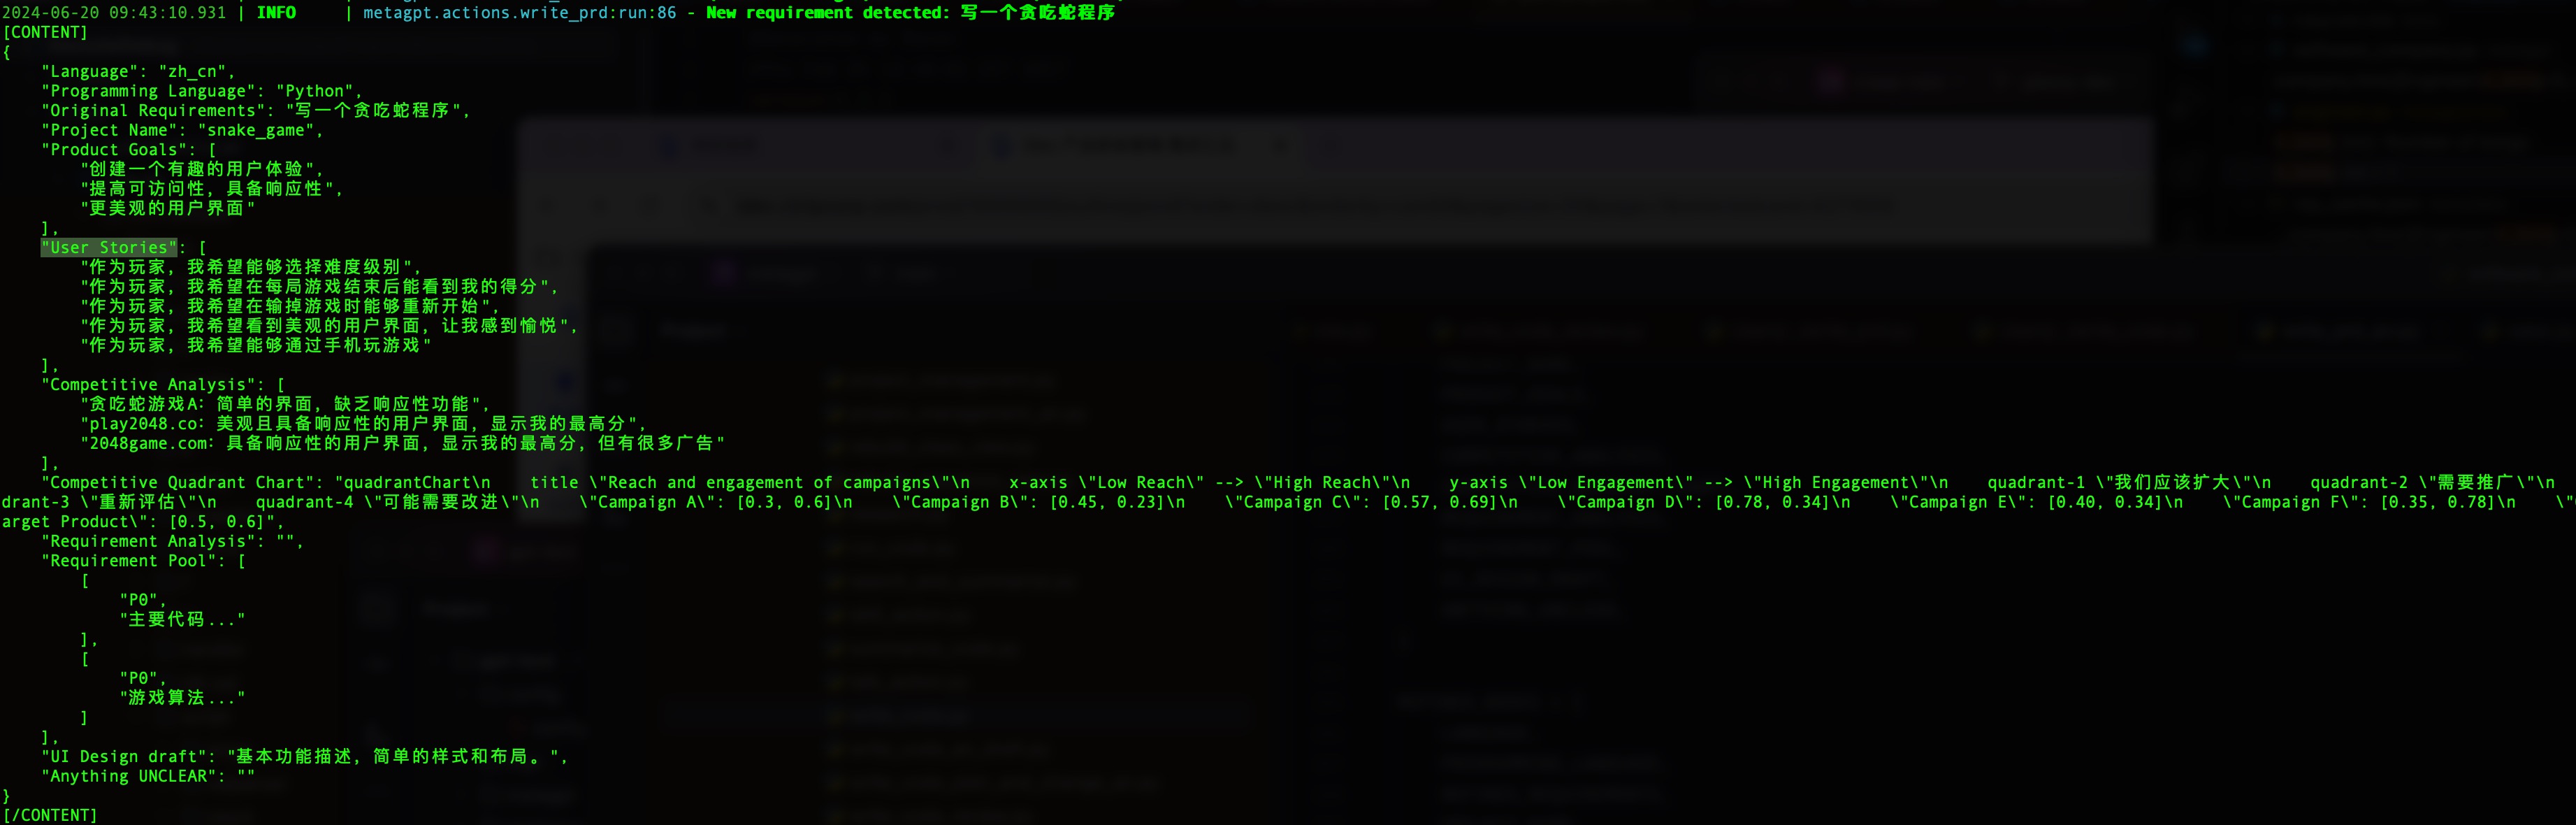 2024-06-20 09:43:10.931 | INFO     | metagpt.actions.write_prd:run:86 - New requirement detected: 写一个贪吃蛇程序
[CONTENT]
{
    "Language": "zh_cn",
    "Programming Language": "Python",
    "Original Requirements": "写一个贪吃蛇程序",
    "Project Name": "snake_game",
    "Product Goals": [
        "创建一个有趣的用户体验",
        "提高可访问性，具备响应性",
        "更美观的用户界面"
    ],
    "User Stories": [
        "作为玩家，我希望能够选择难度级别",
        "作为玩家，我希望在每局游戏结束后能看到我的得分",
        "作为玩家，我希望在输掉游戏时能够重新开始",
        "作为玩家，我希望看到美观的用户界面，让我感到愉悦",
        "作为玩家，我希望能够通过手机玩游戏"
    ],
    "Competitive Analysis": [
        "贪吃蛇游戏A：简单的界面，缺乏响应性功能",
        "play2048.co：美观且具备响应性的用户界面，显示我的最高分",
        "2048game.com：具备响应性的用户界面，显示我的最高分，但有很多广告"
    ],
    "Competitive Quadrant Chart": "quadrantChart\n    title \"Reach and engagement of campaigns\"\n    x-axis \"Low Reach\" --> \"High Reach\"\n    y-axis \"Low Engagement\" --> \"High Engagement\"\n    quadrant-1 \"我们应该扩大\"\n    quadrant-2 \"需要推广\"\n
drant-3 \"重新评估\"\n    quadrant-4 \"可能需要改进\"\n    \"Campaign A\": [0.3, 0.6]\n    \"Campaign B\": [0.45, 0.23]\n    \"Campaign C\": [0.57, 0.69]\n    \"Campaign D\": [0.78, 0.34]\n    \"Campaign E\": [0.40, 0.34]\n    \"Campaign F\": [0.35, 0.78]\n    \"
arget Product\": [0.5, 0.6]",
    "Requirement Analysis": "",
    "Requirement Pool": [
        [
            "P0",
            "主要代码..."
        ],
        [
            "P0",
            "游戏算法..."
        ]
    ],
    "UI Design draft": "基本功能描述，简单的样式和布局。",
    "Anything UNCLEAR": ""
}
[/CONTENT]